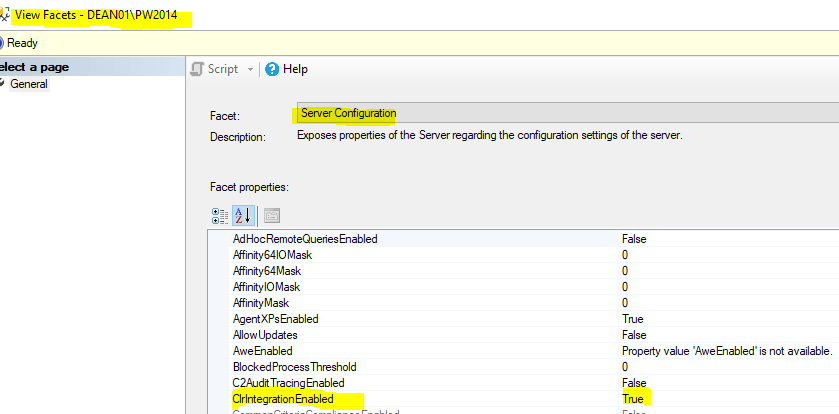 View Facets - DEAN01\PW2014
Ready
elect a page
General
Script
Help
Facet:
Server Configuration
Description:
Exposes properties of the Server regarding the configuration settings of the server.
Facet properties:
AdHocRemoteQueriesEnabled False
Affinity64IOMask 0
Affinity64Mask 0
AffinityIOMask 0
AffinityMask 0
AgentXPsEnabled True
AllowUpdates False
AweEnabled Property value 'AweEnabled' is not available.
BlockedProcessThreshold 0
C2AuditTracingEnabled False
ClrIntegrationEnabled True
CommonCriteriaComplianceEnabled False